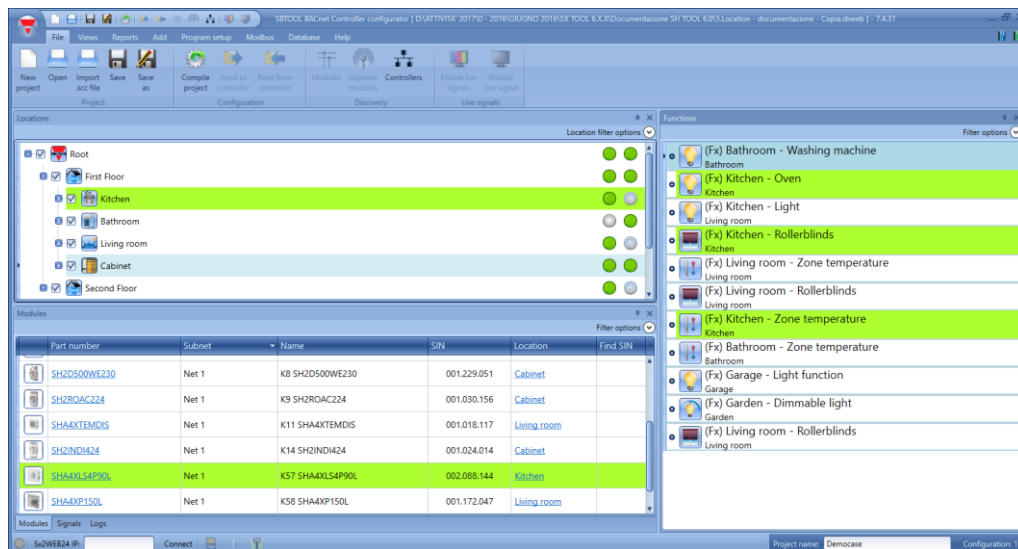 SBTOOL BACnet Controller configurator [ D:\ATTIVITA' 2017\0 - 2016\GIUGNO 2016\SX TOOL 6.X.X\Documentazione SH TOOL 6.0\5.Location - documentazione - Copia.sbweb ] - 7.4.31
File Views Reports Add Program setup Modbus Database Help
New project
Open
Import .scc file
Save
Save as
Compile project
Send to controller
Read from controller
Modules
Orphans modules
Controllers
Enable live signals
Disable live signal
Project
Configuration
Discovery
Live signals
Locations
Location filter options
Root
First Floor
Kitchen
Bathroom
Living room
Cabinet
Second Floor
Modules
Filter options
Part number Subnet Name SIN Location Find SIN
SH2D500WE230 Net 1 K8 SH2D500WE230 001.229.051 Cabinet
SH2ROAC224 Net 1 K9 SH2ROAC224 001.030.156 Cabinet
SHA4XTEMDIS Net 1 K11 SHA4XTEMDIS 001.018.117 Living room
SH2INDI424 Net 1 K14 SH2INDI424 001.024.014 Cabinet
SHA4XLS4P90L Net 1 K57 SHA4XLS4P90L 002.088.144 Kitchen
SHA4XP150L Net 1 K58 SHA4XP150L 001.172.047 Living room
Modules Signals Logs
Functions
Filter options
(Fx) Bathroom - Washing machine
Bathroom
(Fx) Kitchen - Oven
Kitchen
(Fx) Kitchen - Light
Living room
(Fx) Kitchen - Rollerblinds
Kitchen
(Fx) Living room - Zone temperature
Living room
(Fx) Living room - Rollerblinds
Living room
(Fx) Kitchen - Zone temperature
Kitchen
(Fx) Bathroom - Zone temperature
Bathroom
(Fx) Garage - Light function
Garage
(Fx) Garden - Dimmable light
Garden
(Fx) Living room - Rollerblinds
Living room
Sx2WEB24 IP: Connect
Project name: Democase Configuration: 1